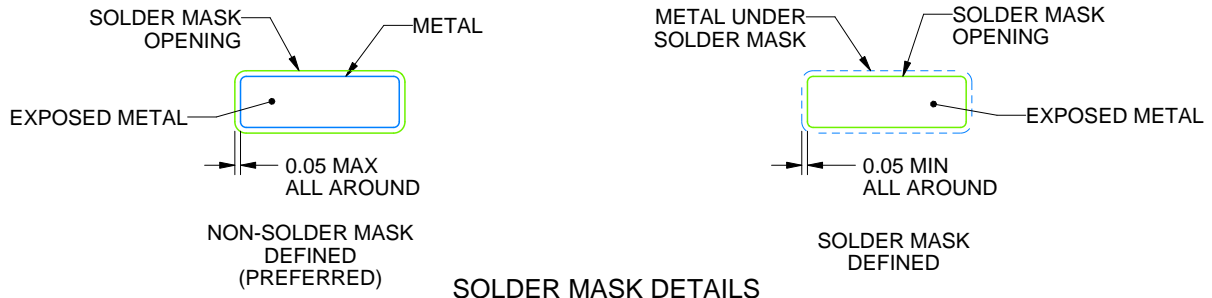 SOLDER MASK
OPENING
METAL
EXPOSED METAL
0.05 MAX
ALL AROUND
NON-SOLDER MASK
DEFINED
(PREFERRED)
METAL UNDER
SOLDER MASK
SOLDER MASK
OPENING
EXPOSED METAL
0.05 MIN
ALL AROUND
SOLDER MASK
DEFINED
SOLDER MASK DETAILS